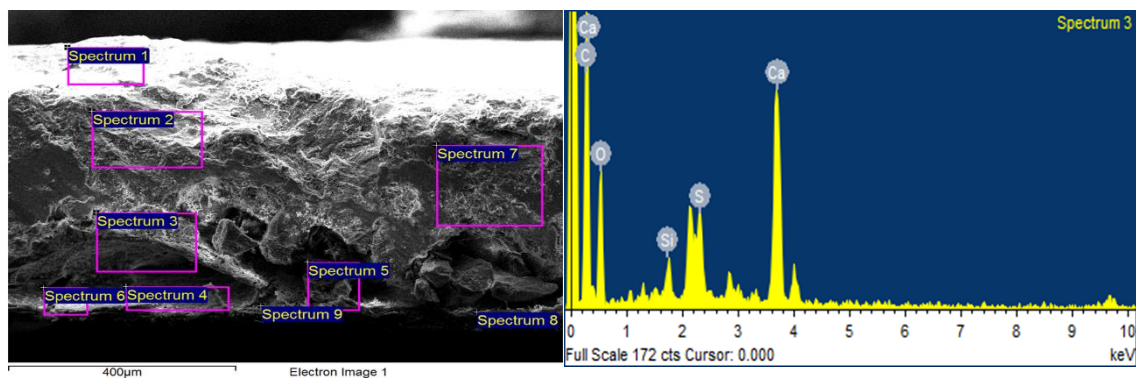 Spectrum 1
Spectrum 2
Spectrum 7
Spectrum 3
Spectrum 5
Spectrum 6
Spectrum 4
Spectrum 9
Spectrum 8
400µm
Electron Image 1
Spectrum 3
Ca
C
O
Si
S
Ca
0 1 2 3 4 5 6 7 8 9 10
Full Scale 172 cts Cursor: 0.000
keV